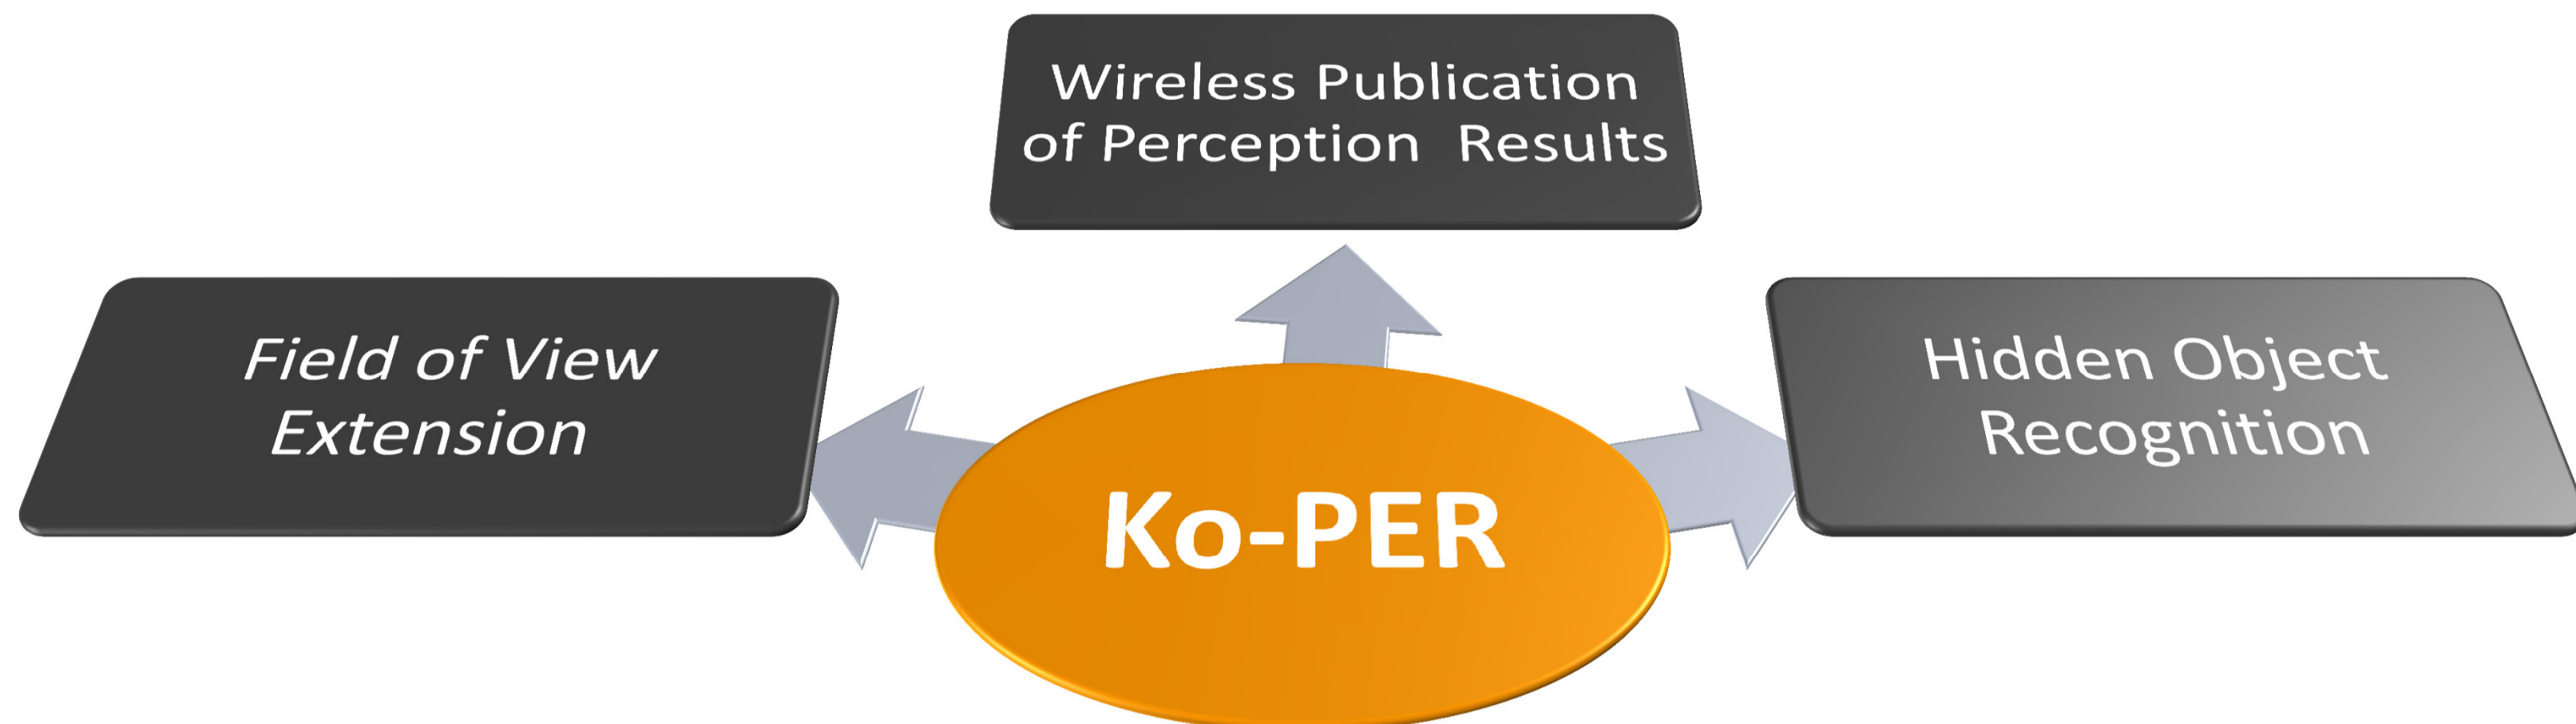 Wireless Publication
of Perception Results
Field of View
Extension
Hidden Object
Recognition
Ko-PER